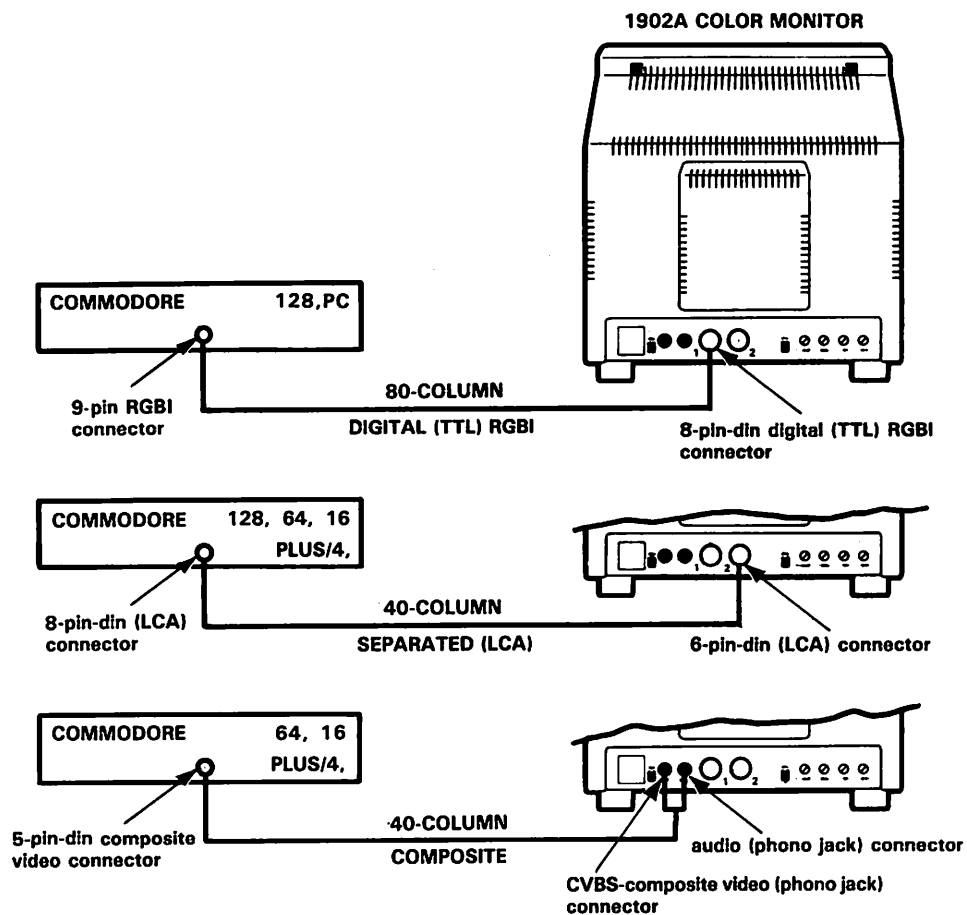 1902A COLOR MONITOR
COMMODORE 128,PC
9-pin RGBI
connector
80-COLUMN
DIGITAL (TTL) RGBI
1 2
8-pin-din digital (TTL) RGBI
connector
COMMODORE 128, 64, 16
PLUS/4,
8-pin-din (LCA)
connector
40-COLUMN
SEPARATED (LCA)
1 2
6-pin-din (LCA) connector
COMMODORE 64, 16
PLUS/4,
5-pin-din composite
video connector
40-COLUMN
COMPOSITE
1 2
audio (phono jack) connector
CVBS-composite video (phono jack)
connector